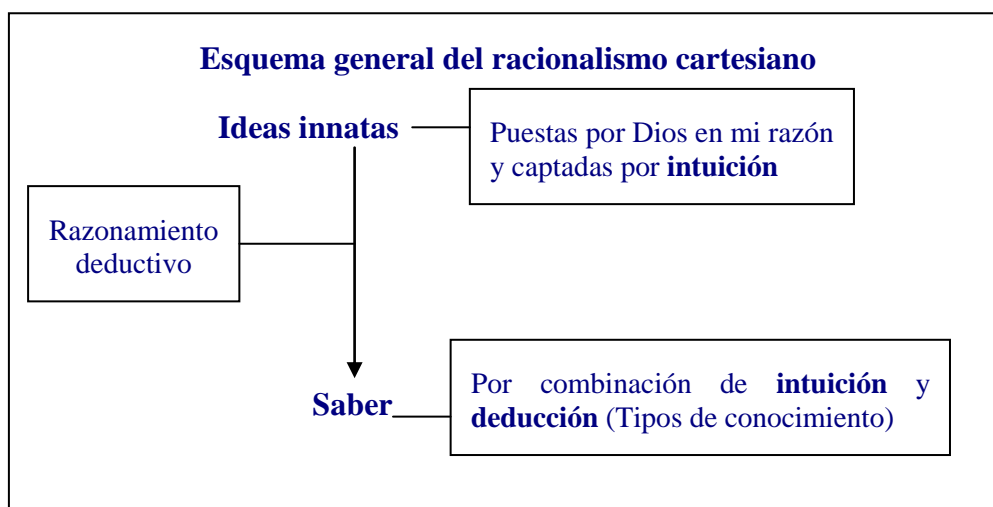 Esquema general del racionalismo cartesiano
Ideas innatas
Puestas por Dios en mi razón
y captadas por intuición
Razonamiento
deductivo
Saber
Por combinación de intuición y
deducción (Tipos de conocimiento)